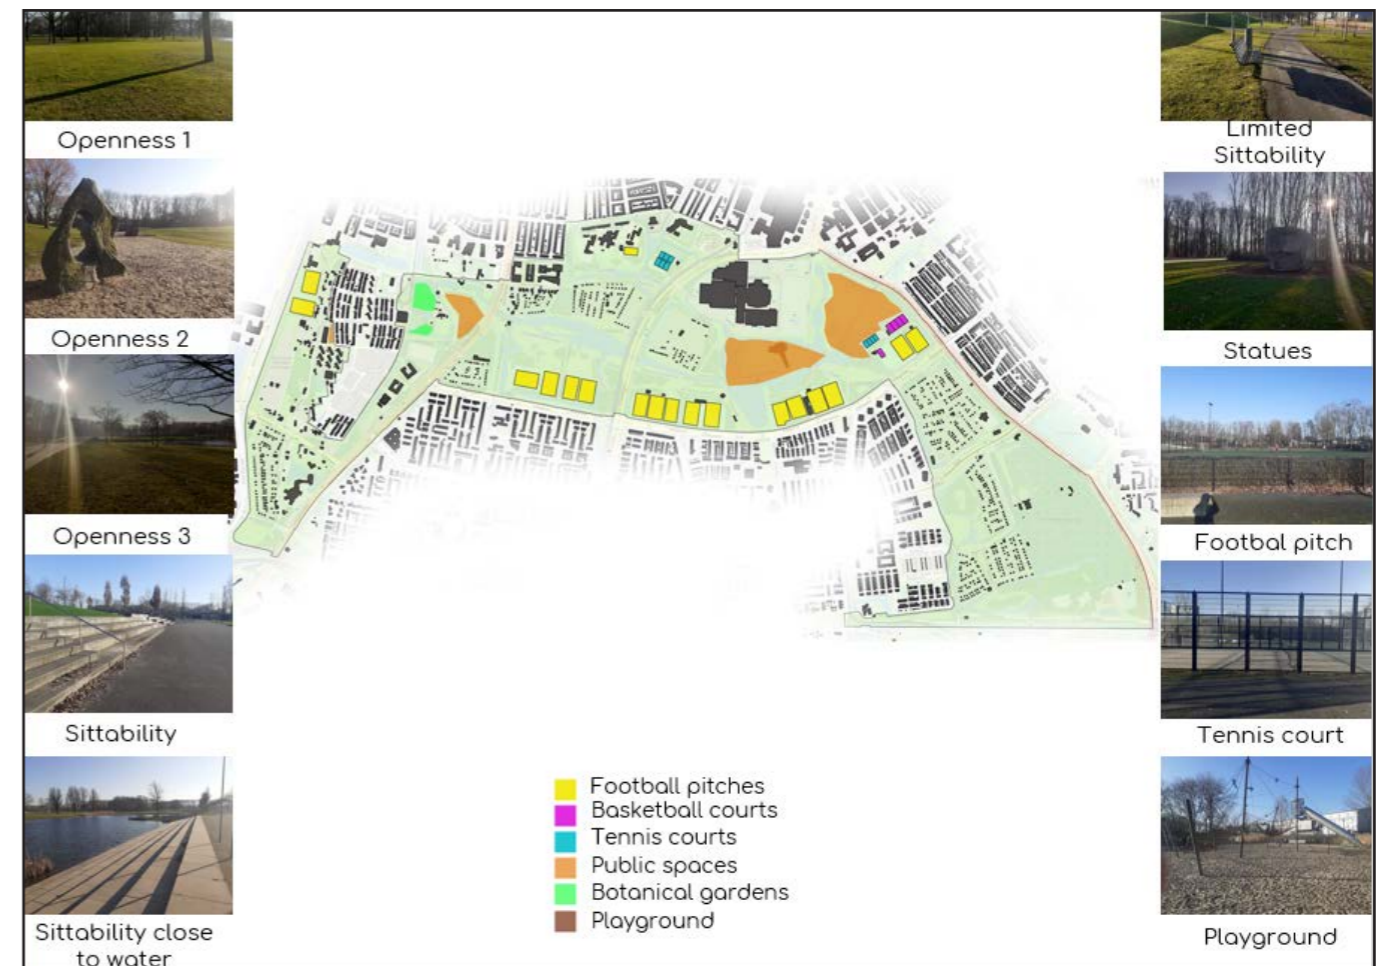 Openness 1
Openness 2
Openness 3
Sittability
Sittability close
to water
Limited
Sittability
Statues
Footbal pitch
Tennis court
Playground
Football pitches
Basketball courts
Tennis courts
Public spaces
Botanical gardens
Playground